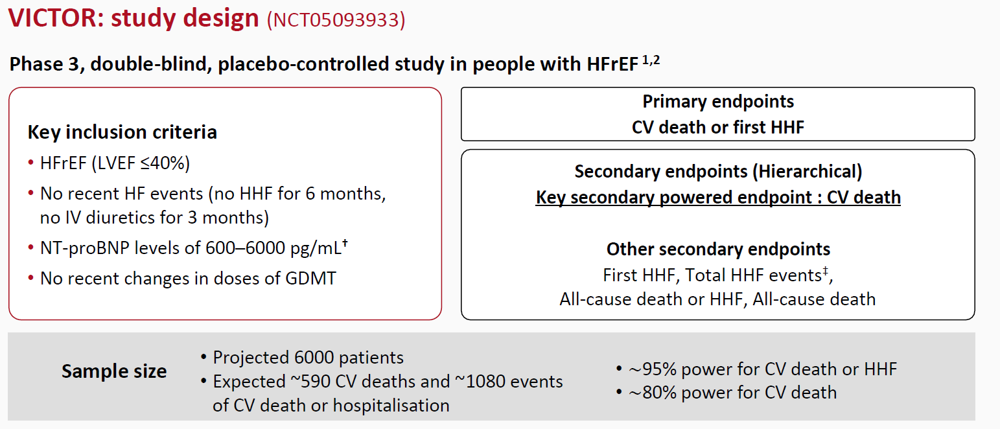 VICTOR: study design (NCT05093933)
Phase 3, double-blind, placebo-controlled study in people with HFrEF 1,2
Key inclusion criteria
• HFrEF (LVEF ≤40%)
• No recent HF events (no HHF for 6 months,
no IV diuretics for 3 months)
• NT-proBNP levels of 600–6000 pg/mL†
• No recent changes in doses of GDMT
Primary endpoints
CV death or first HHF
Secondary endpoints (Hierarchical)
Key secondary powered endpoint : CV death
Other secondary endpoints
First HHF, Total HHF events‡,
All-cause death or HHF, All-cause death
Sample size
• Projected 6000 patients
• Expected ~590 CV deaths and ~1080 events
of CV death or hospitalisation
• ~95% power for CV death or HHF
• ~80% power for CV death